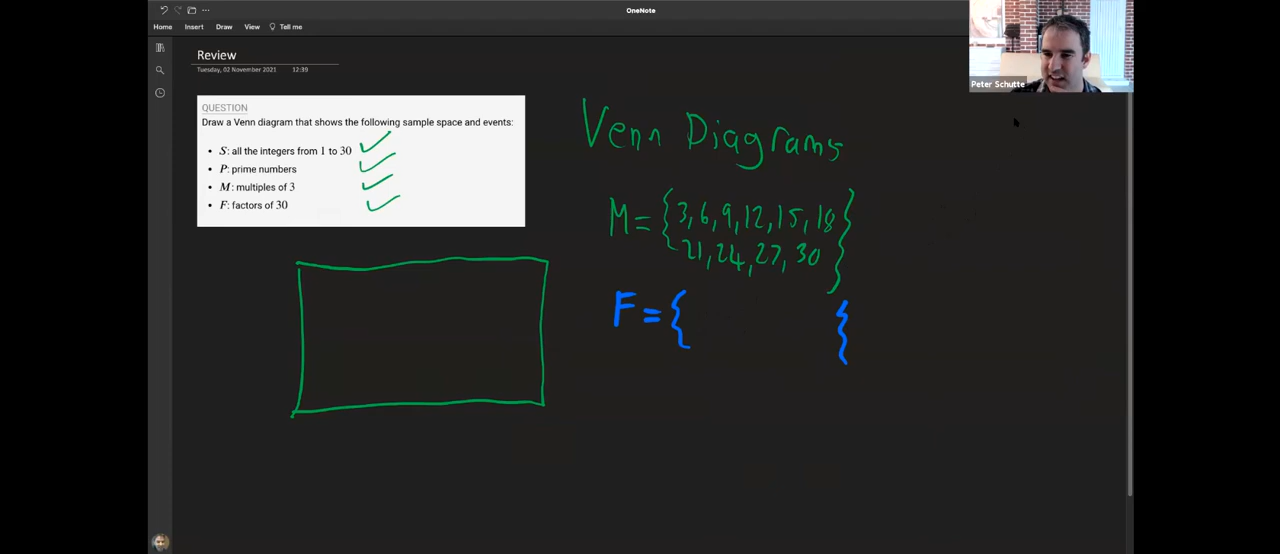 OneNote
Home Insert Draw View Tell me
Review
Tuesday, 02 November 2021 12:39
QUESTION
Draw a Venn diagram that shows the following sample space and events:
• S: all the integers from 1 to 30
• P: prime numbers
• M: multiples of 3
• F: factors of 30
Venn Diagrams
M = {3, 6, 9, 12, 15, 18
21, 24, 27, 30}
F = { {
Peter Schutte